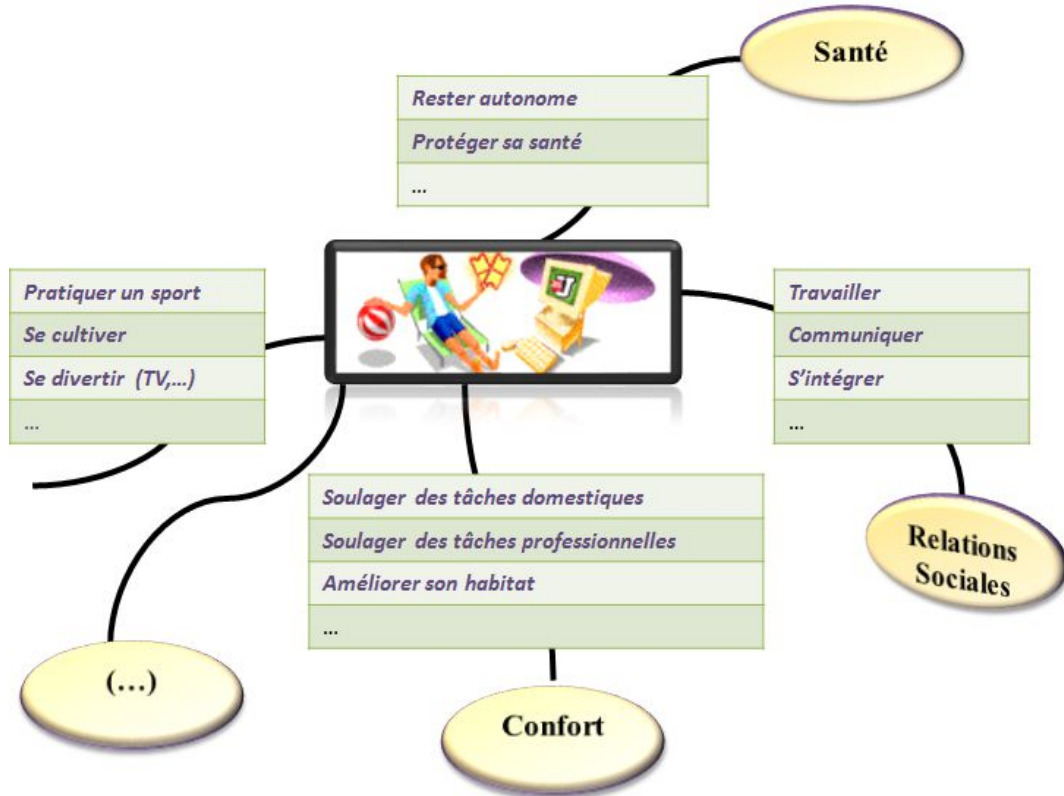 Santé
Rester autonome
Protéger sa santé
...
Pratiquer un sport
Se cultiver
Se divertir (TV,...)
...
Travailler
Communiquer
S'intégrer
...
Soulager des tâches domestiques
Soulager des tâches professionnelles
Améliorer son habitat
...
Relations
Sociales
(...)
Confort